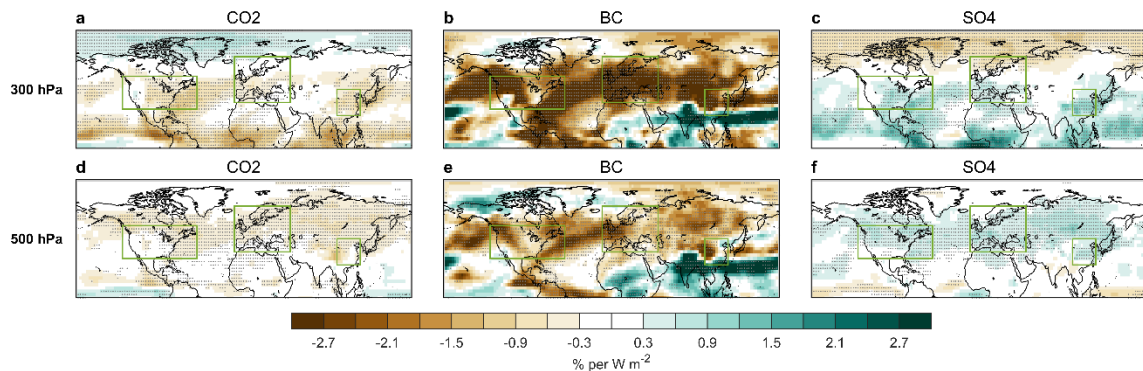 a CO2 b BC c SO4
300 hPa
d CO2 e BC f SO4
500 hPa
-2.7 -2.1 -1.5 -0.9 -0.3 0.3 0.9 1.5 2.1 2.7
% per W m⁻²